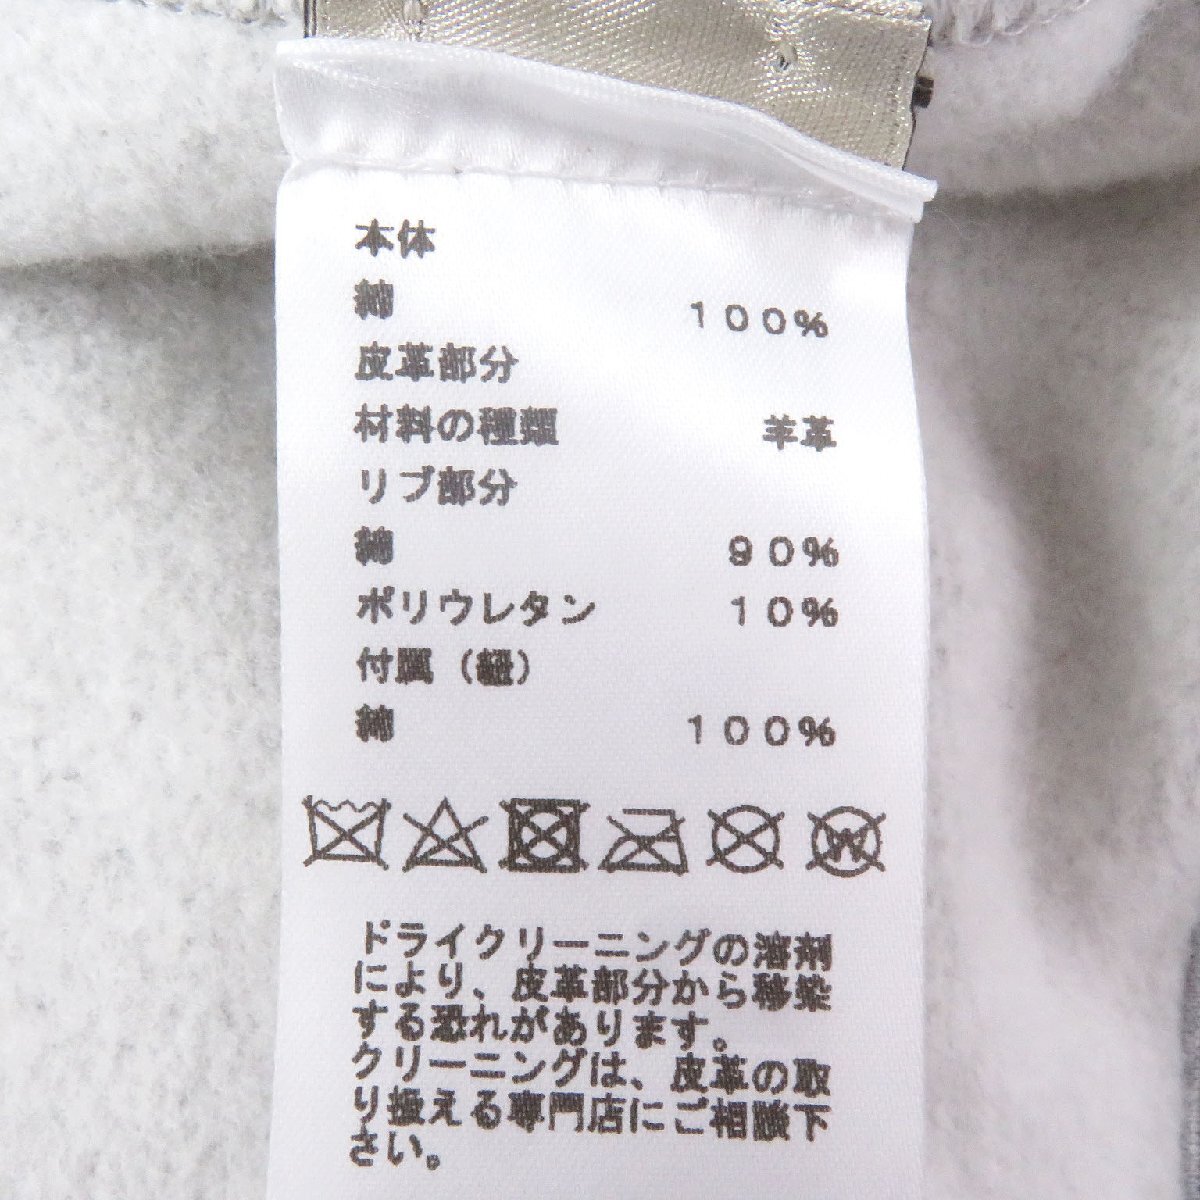 本体
綿 100%
皮革部分
材料の種類 羊革
リブ部分
綿 90%
ポリウレタン 10%
付属(紐)
綿 100%
W
ドライクリーニングの溶剤
により、皮革部分から移染
する恐れがあります。
クリーニングは、皮革の取
り扱える専門店にご相談下
さい。